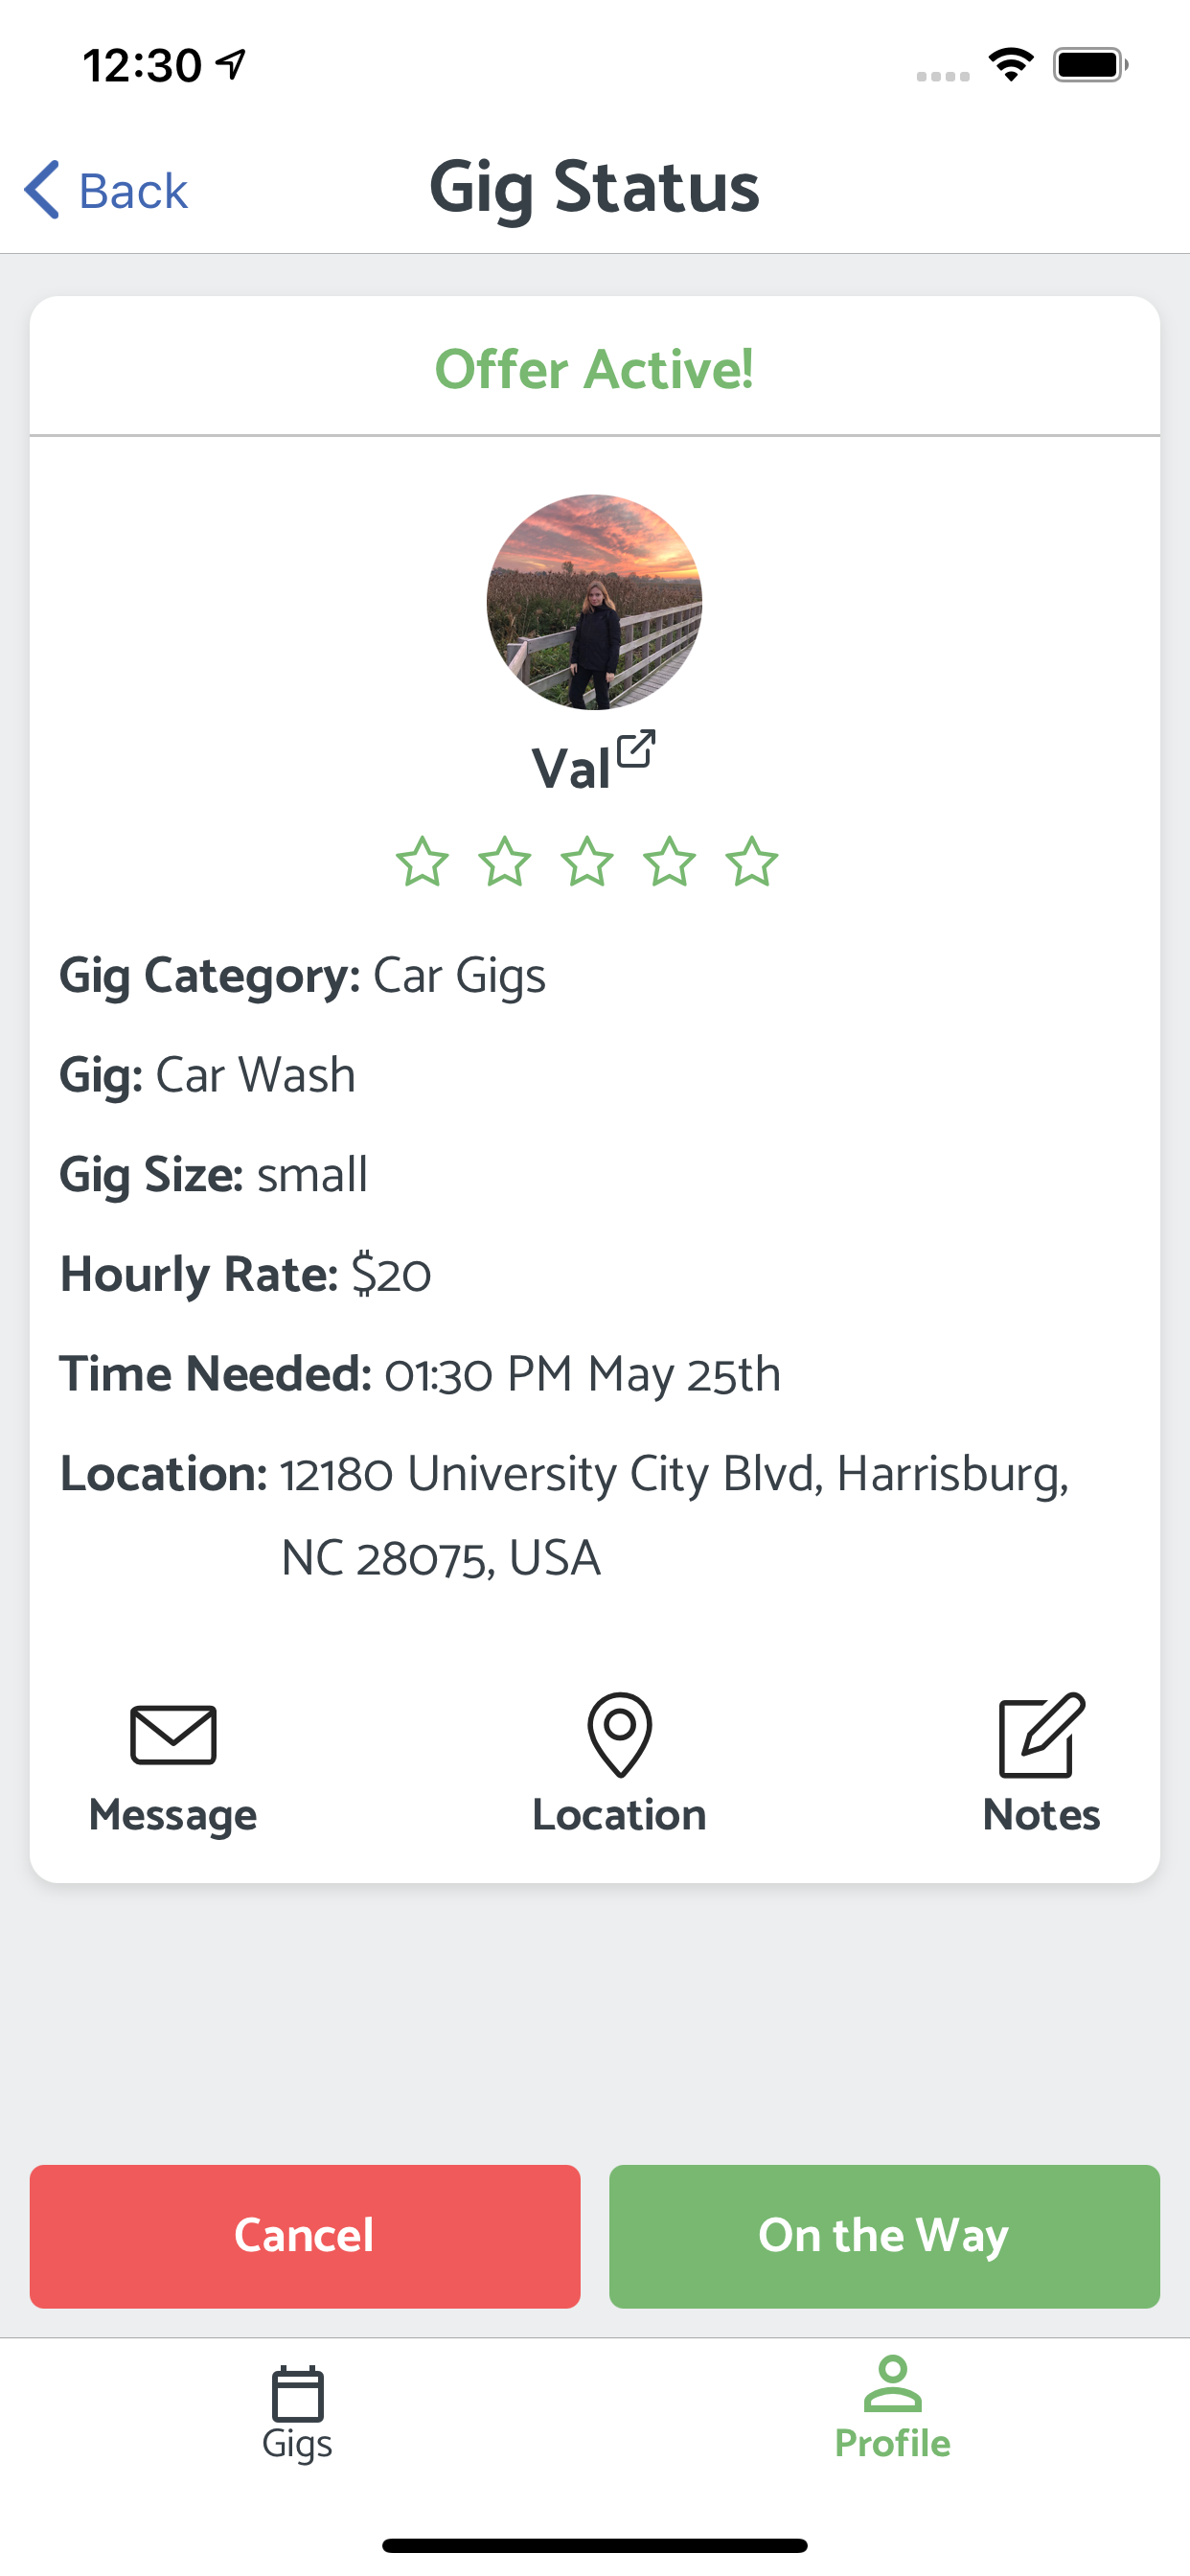 12:30
Back
Gig Status
Offer Active!
Val
Gig Category: Car Gigs
Gig: Car Wash
Gig Size: small
Hourly Rate: $20
Time Needed: 01:30 PM May 25th
Location: 12180 University City Blvd, Harrisburg,
NC 28075, USA
Message
Location
Notes
Cancel
On the Way
Gigs
Profile